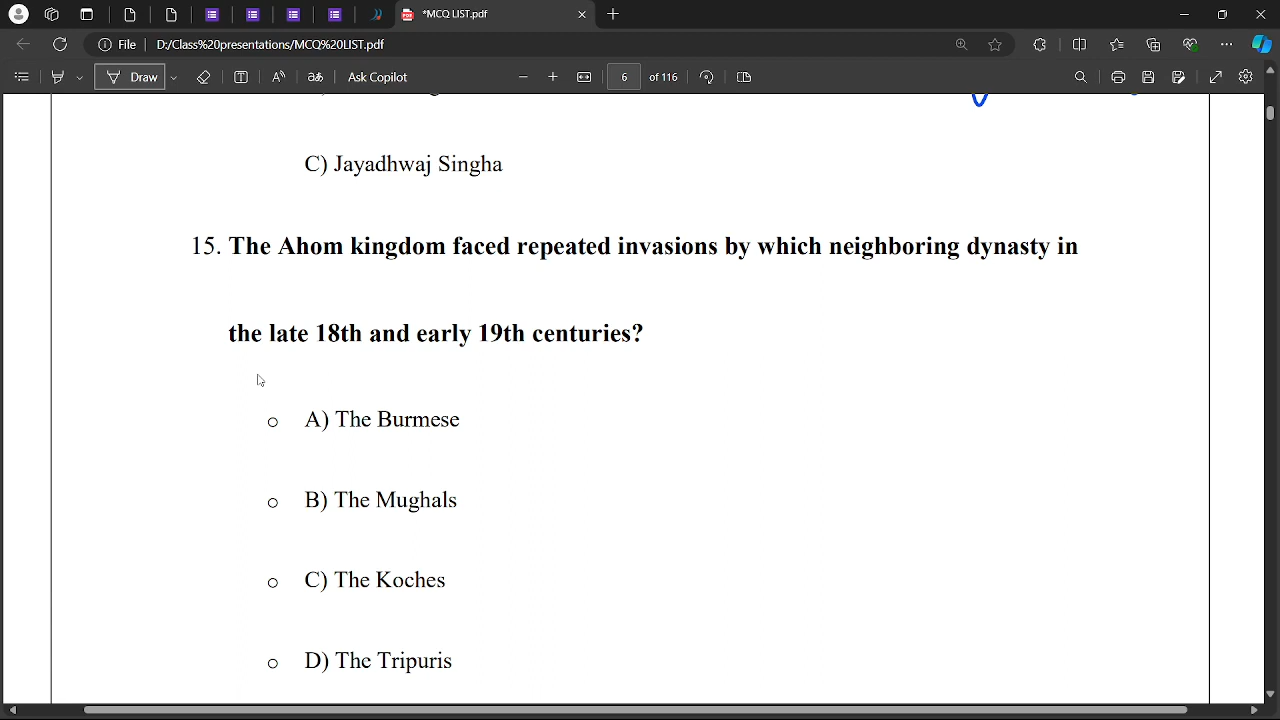 *MCQ LIST.pdf
File D:/Class%20presentations/MCQ%20LIST.pdf
Draw Ask Copilot 6 of 116
C) Jayadhwaj Singha
15. The Ahom kingdom faced repeated invasions by which neighboring dynasty in
the late 18th and early 19th centuries?
A) The Burmese
B) The Mughals
C) The Koches
D) The Tripuris